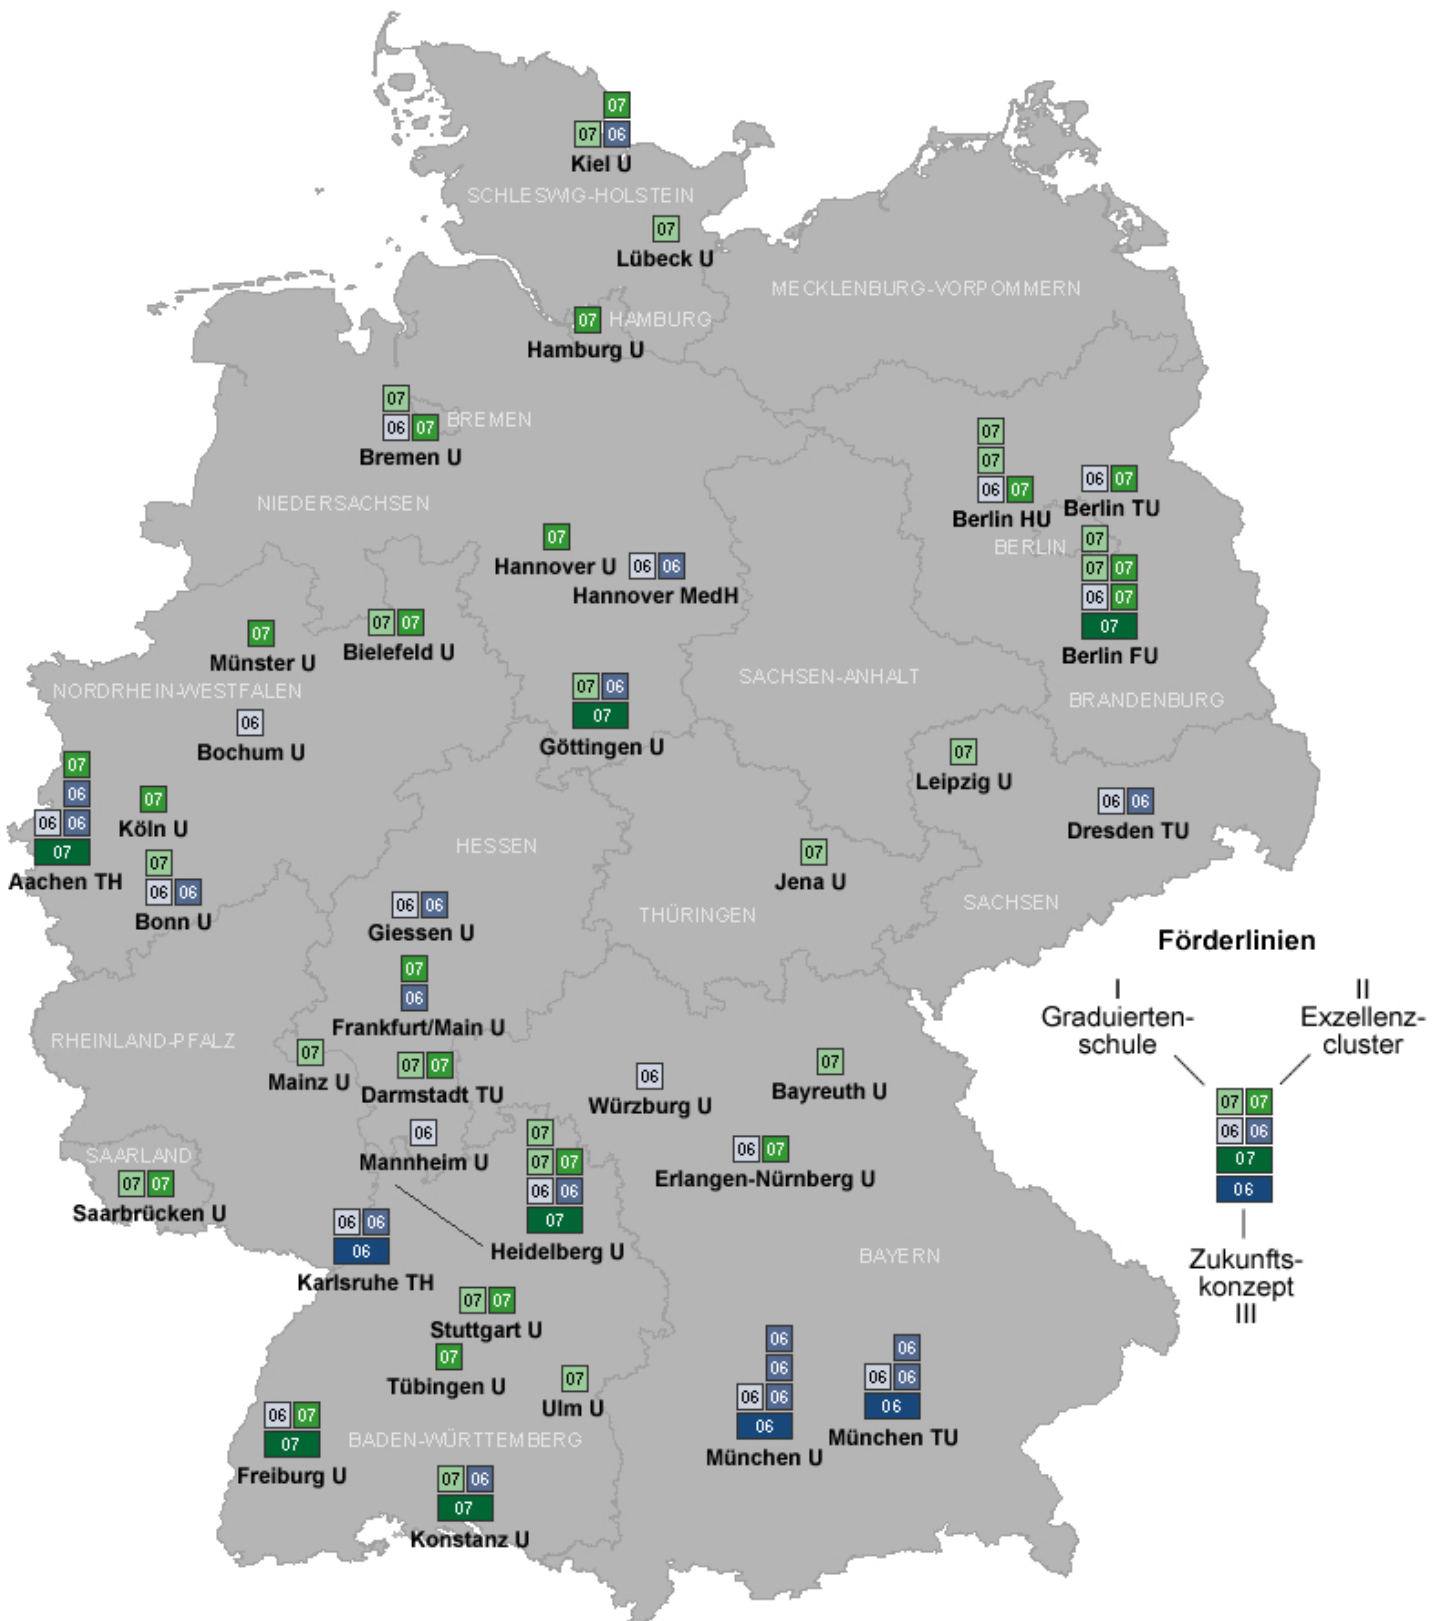 07
07 06
Kiel U
SCHLESWIG-HOLSTEIN
07
Lübeck U
MECKLENBURG-VORPOMMERN
07 HAMBURG
Hamburg U
07
06 07 BREMEN
Bremen U
07
07
06 07
Berlin HU
06 07
Berlin TU
NIEDERSACHSEN
07
Hannover U
06 06
Hannover MedH
BERLIN
07
07 07
06 07
07
Berlin FU
07
Münster U
07 07
Bielefeld U
NORDRHEIN-WESTFALEN
07 06
07
Göttingen U
SACHSEN-ANHALT
BRANDENBURG
06
Bochum U
07
Leipzig U
07
06
06 06
07
Aachen TH
07
Köln U
06 06
Dresden TU
07
06 06
Bonn U
HESSEN
07
Jena U
06 06
Giessen U
THÜRINGEN
SACHSEN
07
06
Frankfurt/Main U
RHEINLAND-PFALZ
07
Mainz U
07 07
Darmstadt TU
06
Würzburg U
07
Bayreuth U
06
Mannheim U
07
07 07
06 06
07
Heidelberg U
06 07
Erlangen-Nürnberg U
SAARLAND
07 07
Saarbrücken U
06 06
06
Karlsruhe TH
BAYERN
07 07
Stuttgart U
07
Tübingen U
07
Ulm U
06
06
06 06
06
München U
06
06 06
06
München TU
06 07
07
Freiburg U
BADEN-WÜRTTEMBERG
07 06
07
Konstanz U
Förderlinien
I
Graduierten-
schule
II
Exzellenz-
cluster
07 07
06 06
07
06
Zukunfts-
konzept
III